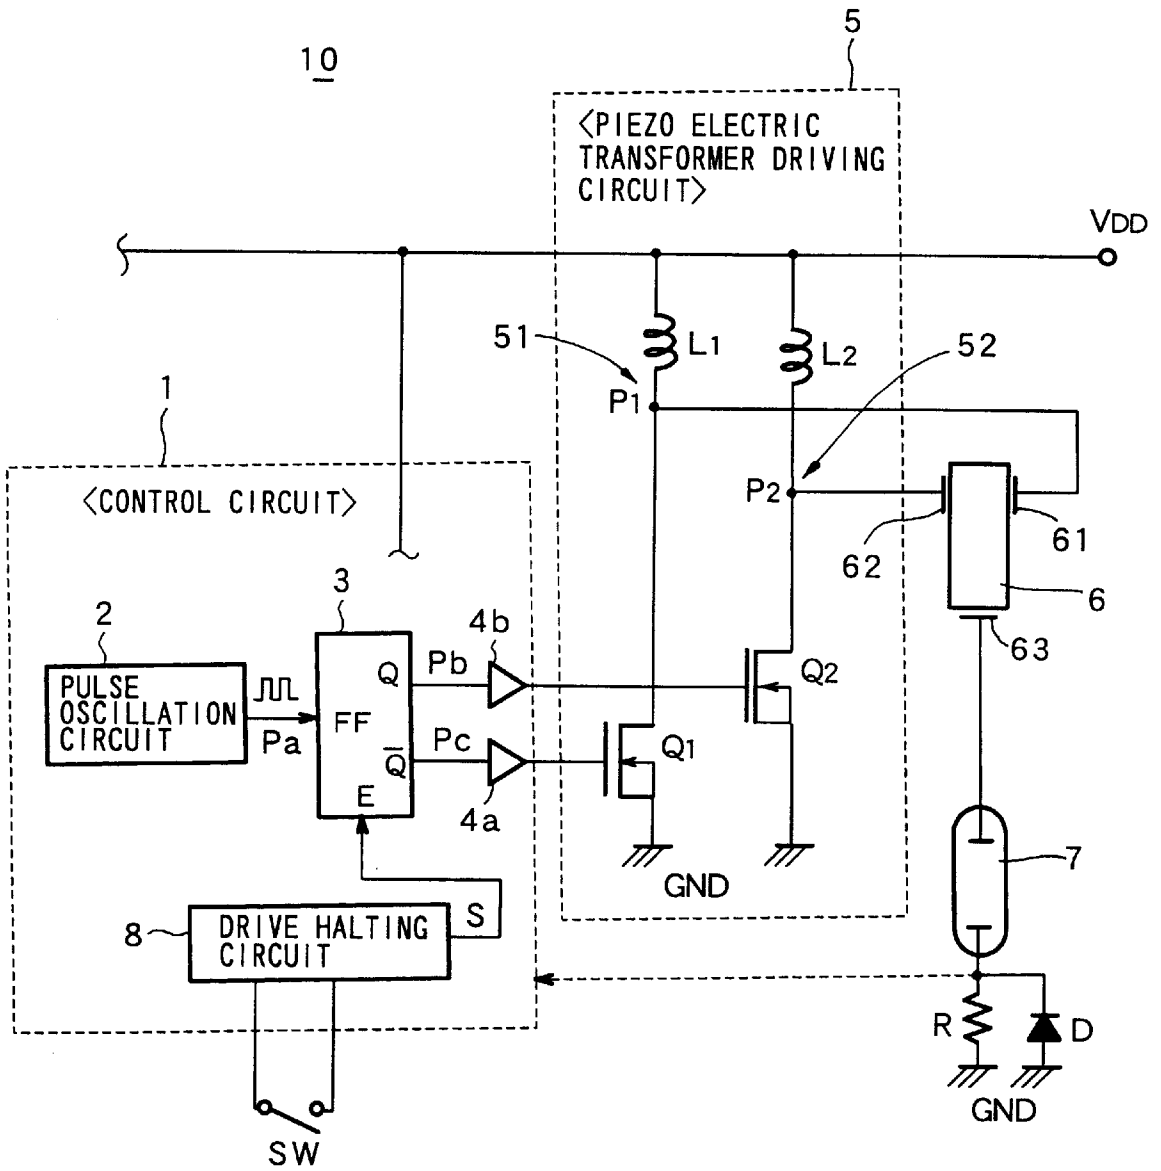 10
5
<PIEZO ELECTRIC
TRANSFORMER DRIVING
CIRCUIT>
VDD
51
L1
L2
52
P1
1
P2
<CONTROL CIRCUIT>
62
61
6
63
3
2
4b
Q
Pb
Q2
PULSE
OSCILLATION
CIRCUIT
Pa
FF
Pc
Q̅
Q1
E
4a
GND
7
8
DRIVE HALTING
CIRCUIT
S
R
D
GND
SW